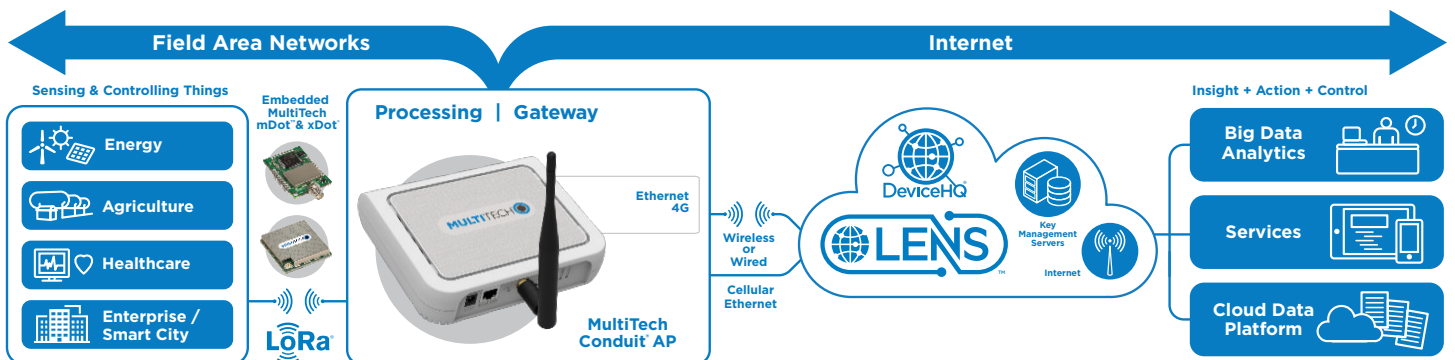 Field Area Networks
Internet
Sensing & Controlling Things
Energy
Agriculture
Healthcare
Enterprise /
Smart City
Embedded
MultiTech
mDot™ & xDot®
LoRa®
Processing | Gateway
MULTITECH
Ethernet
4G
MultiTech
Conduit® AP
Wireless
or
Wired
Cellular
Ethernet
DeviceHQ®
LENS™
Key
Management
Servers
Internet
Insight + Action + Control
Big Data
Analytics
Services
Cloud Data
Platform